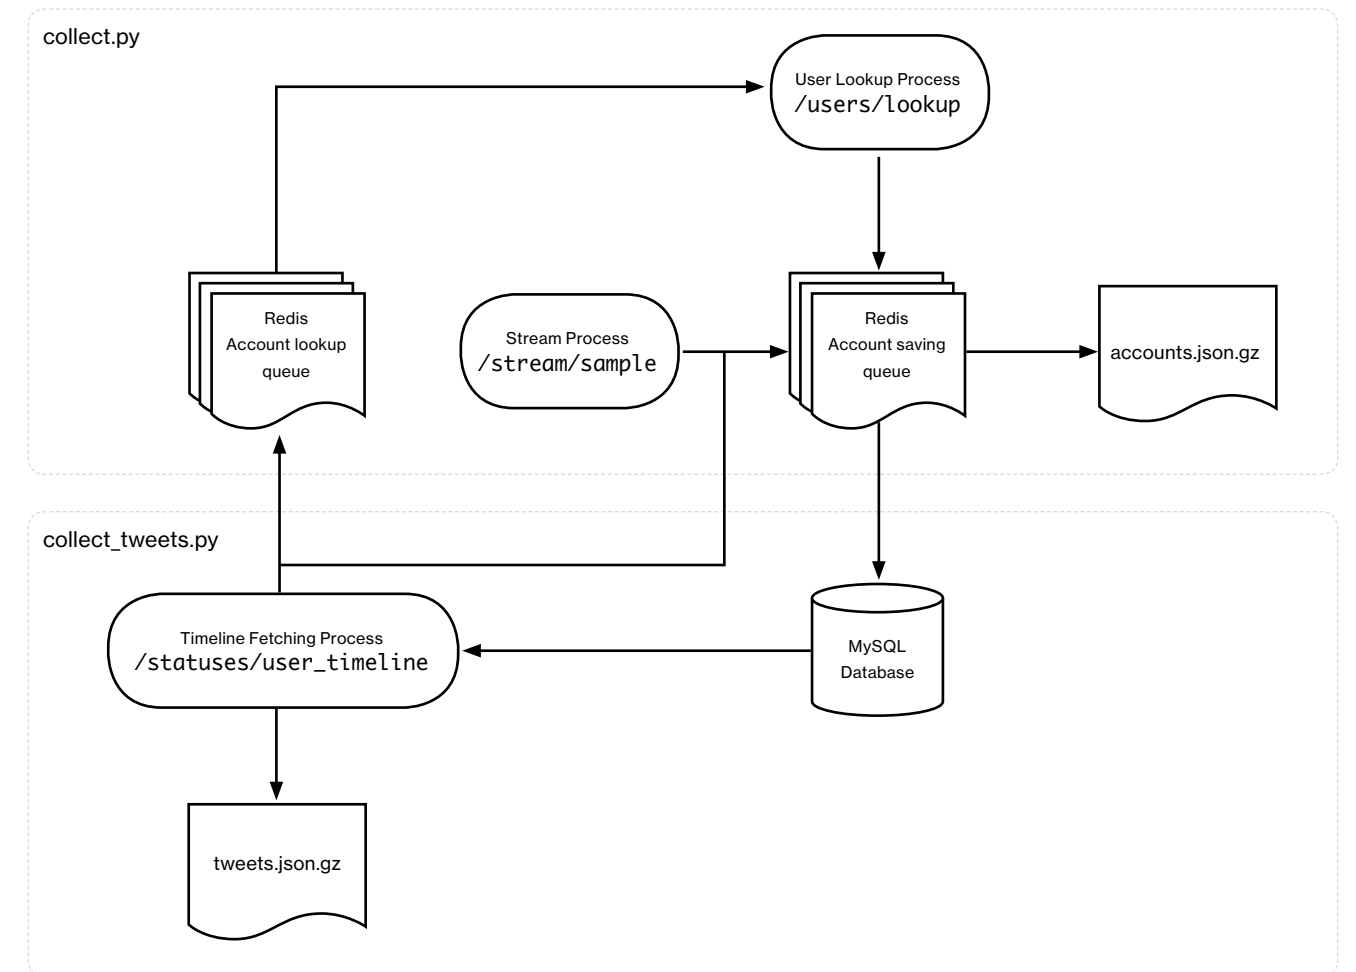 collect.py
User Lookup Process
/users/lookup
Redis
Account lookup
queue
Stream Process
/stream/sample
Redis
Account saving
queue
accounts.json.gz
collect_tweets.py
Timeline Fetching Process
/statuses/user_timeline
MySQL
Database
tweets.json.gz